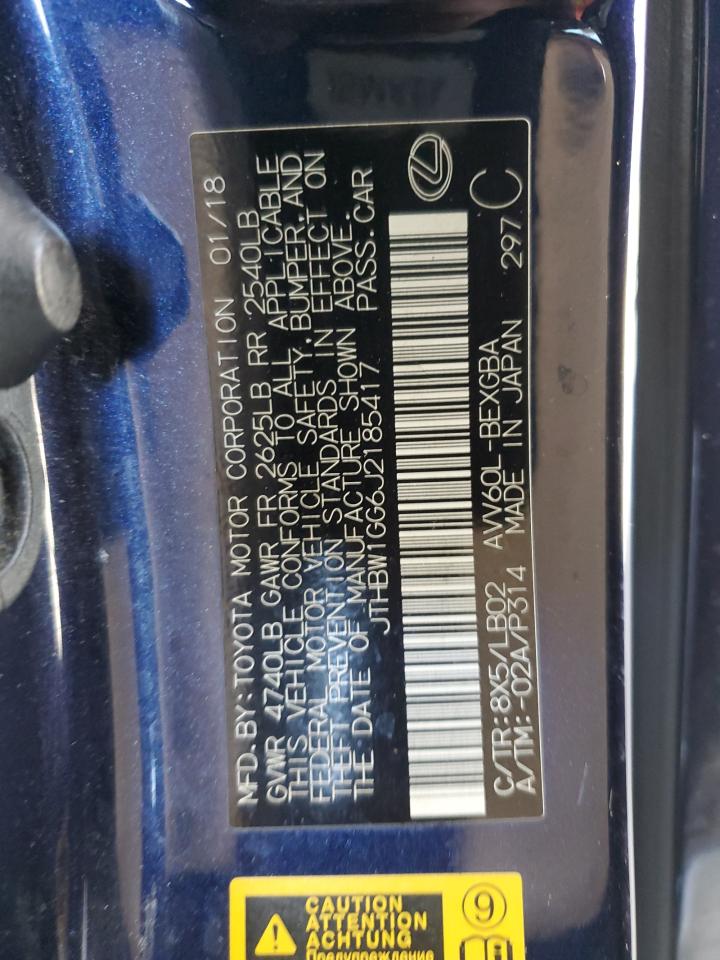 MFD.BY:TOYOTA MOTOR CORPORATION 01/18
GVWR 4740LB GAWR FR 2625LB RR 2540LB
THIS VEHICLE CONFORMS TO ALL APPLICABLE
FEDERAL MOTOR VEHICLE SAFETY,BUMPER,AND
THEFT PREVENTION STANDARDS IN EFFECT ON
THE DATE OF MANUFACTURE SHOWN ABOVE.
JTHBW1GG6J2185417 PASS.CAR
C/TR:8X5/LB02 AVV60L-BEXGBA
A/TM:-02A/P314 MADE IN JAPAN 297 C
CAUTION
ATTENTION
ACHTUNG
Предупреждение
9